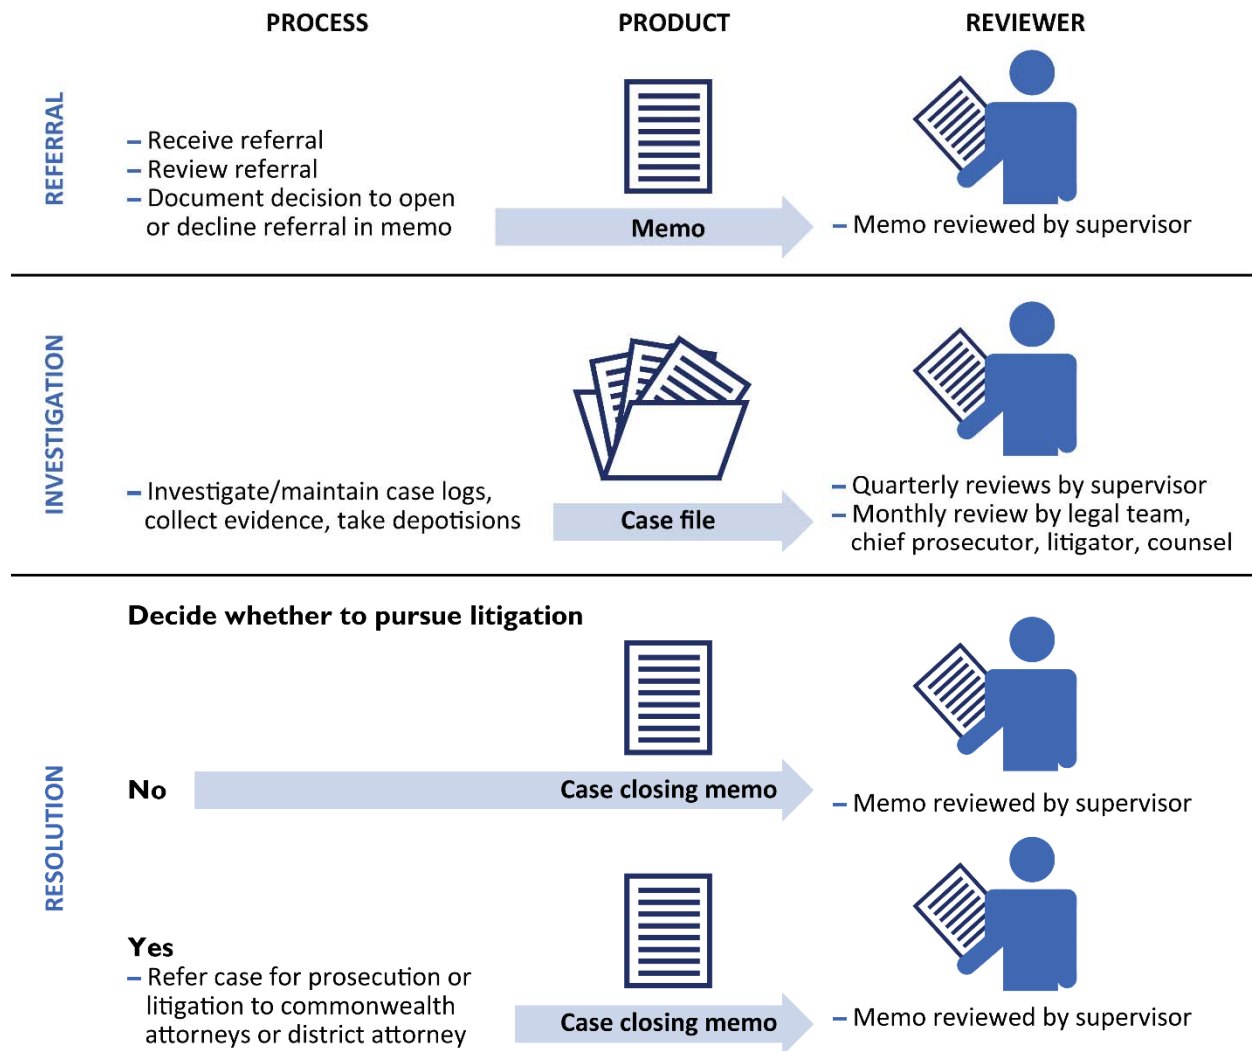 PROCESS PRODUCT REVIEWER
REFERRAL
– Receive referral
– Review referral
– Document decision to open
or decline referral in memo
Memo
– Memo reviewed by supervisor
INVESTIGATION
– Investigate/maintain case logs,
collect evidence, take depotisions
Case file
– Quarterly reviews by supervisor
– Monthly review by legal team,
chief prosecutor, litigator, counsel
RESOLUTION
Decide whether to pursue litigation
No
Case closing memo
– Memo reviewed by supervisor
Yes
– Refer case for prosecution or
litigation to commonwealth
attorneys or district attorney
Case closing memo
– Memo reviewed by supervisor